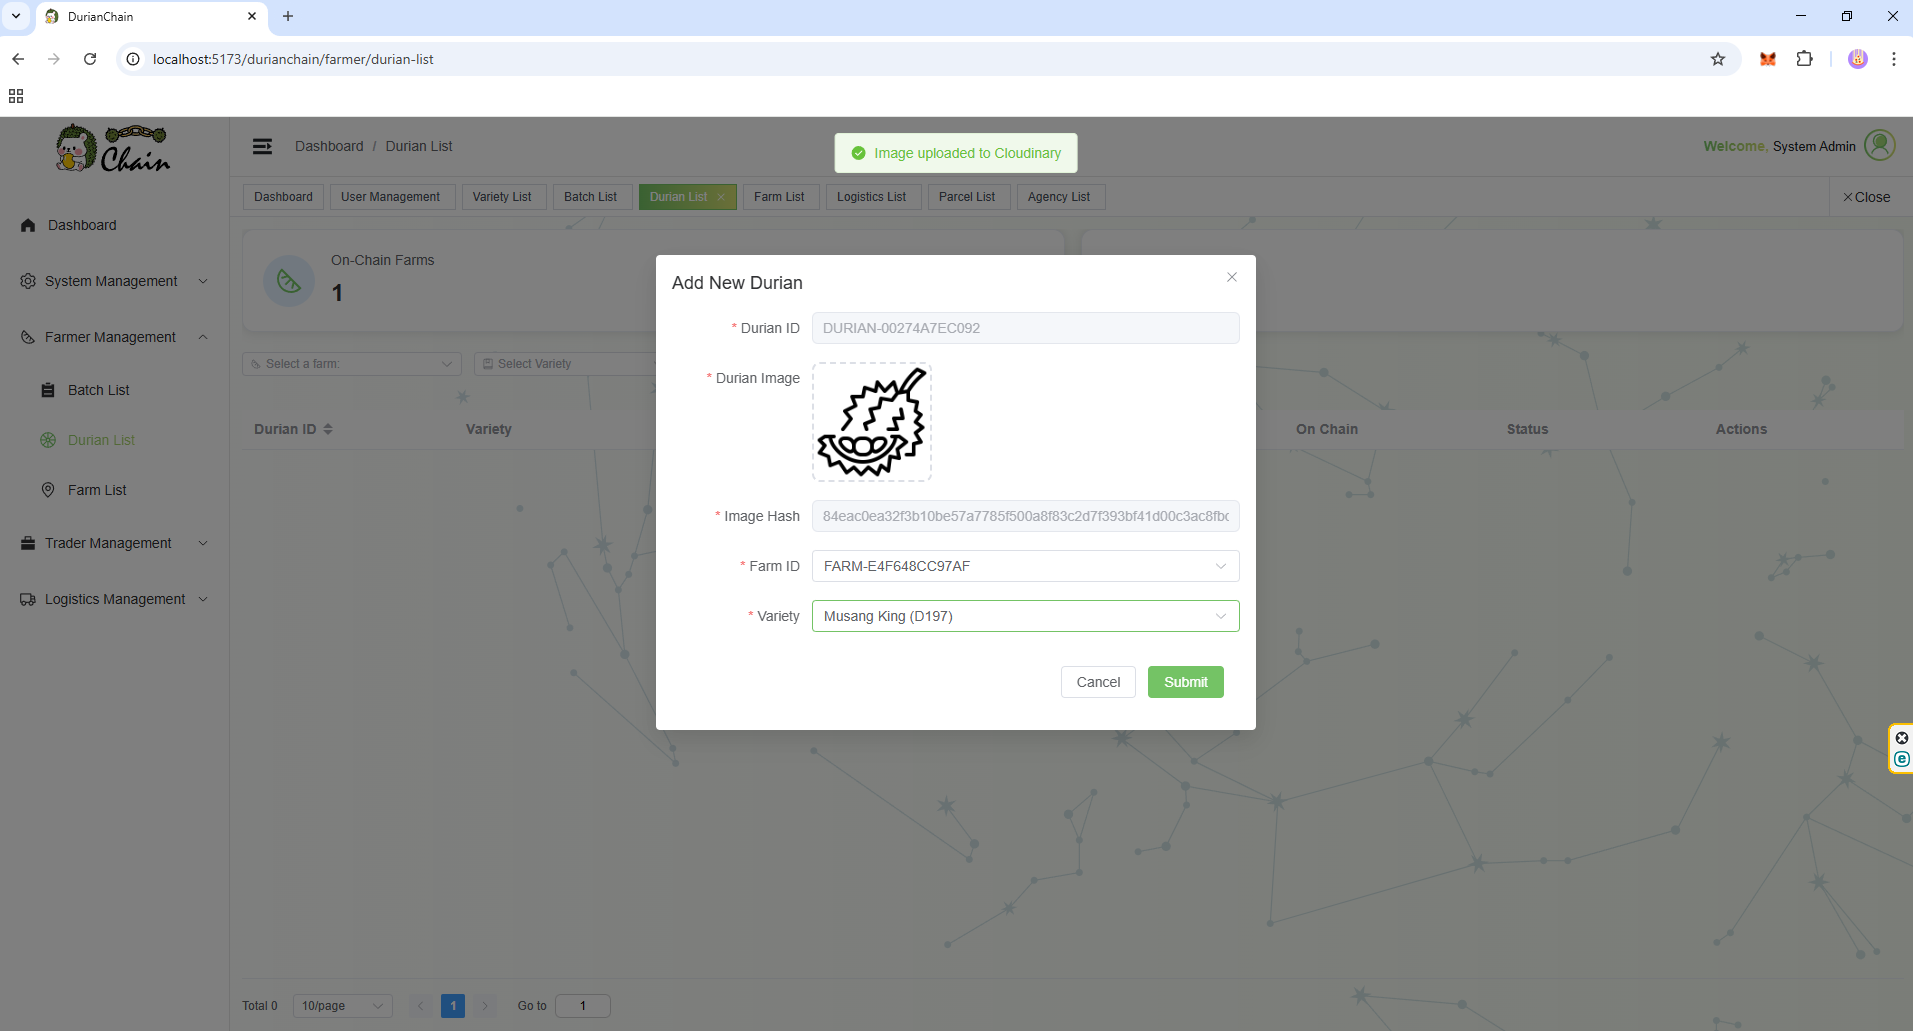 DurianChain
localhost:5173/durianchain/farmer/durian-list
Chain
Dashboard / Durian List
Image uploaded to Cloudinary
Welcome, System Admin
Dashboard
User Management
Variety List
Batch List
Durian List
Farm List
Logistics List
Parcel List
Agency List
Close
Dashboard
System Management
Farmer Management
Batch List
Durian List
Farm List
Trader Management
Logistics Management
On-Chain Farms
1
Select a farm:
Select Variety
Durian ID
Variety
On Chain
Status
Actions
Add New Durian
* Durian ID
DURIAN-00274A7EC092
* Durian Image
* Image Hash
84eac0ea32f3b10be57a7785f500a8f83c2d7f393bf41d00c3ac8fb
* Farm ID
FARM-E4F648CC97AF
* Variety
Musang King (D197)
Cancel
Submit
Total 0
10/page
1
Go to
1